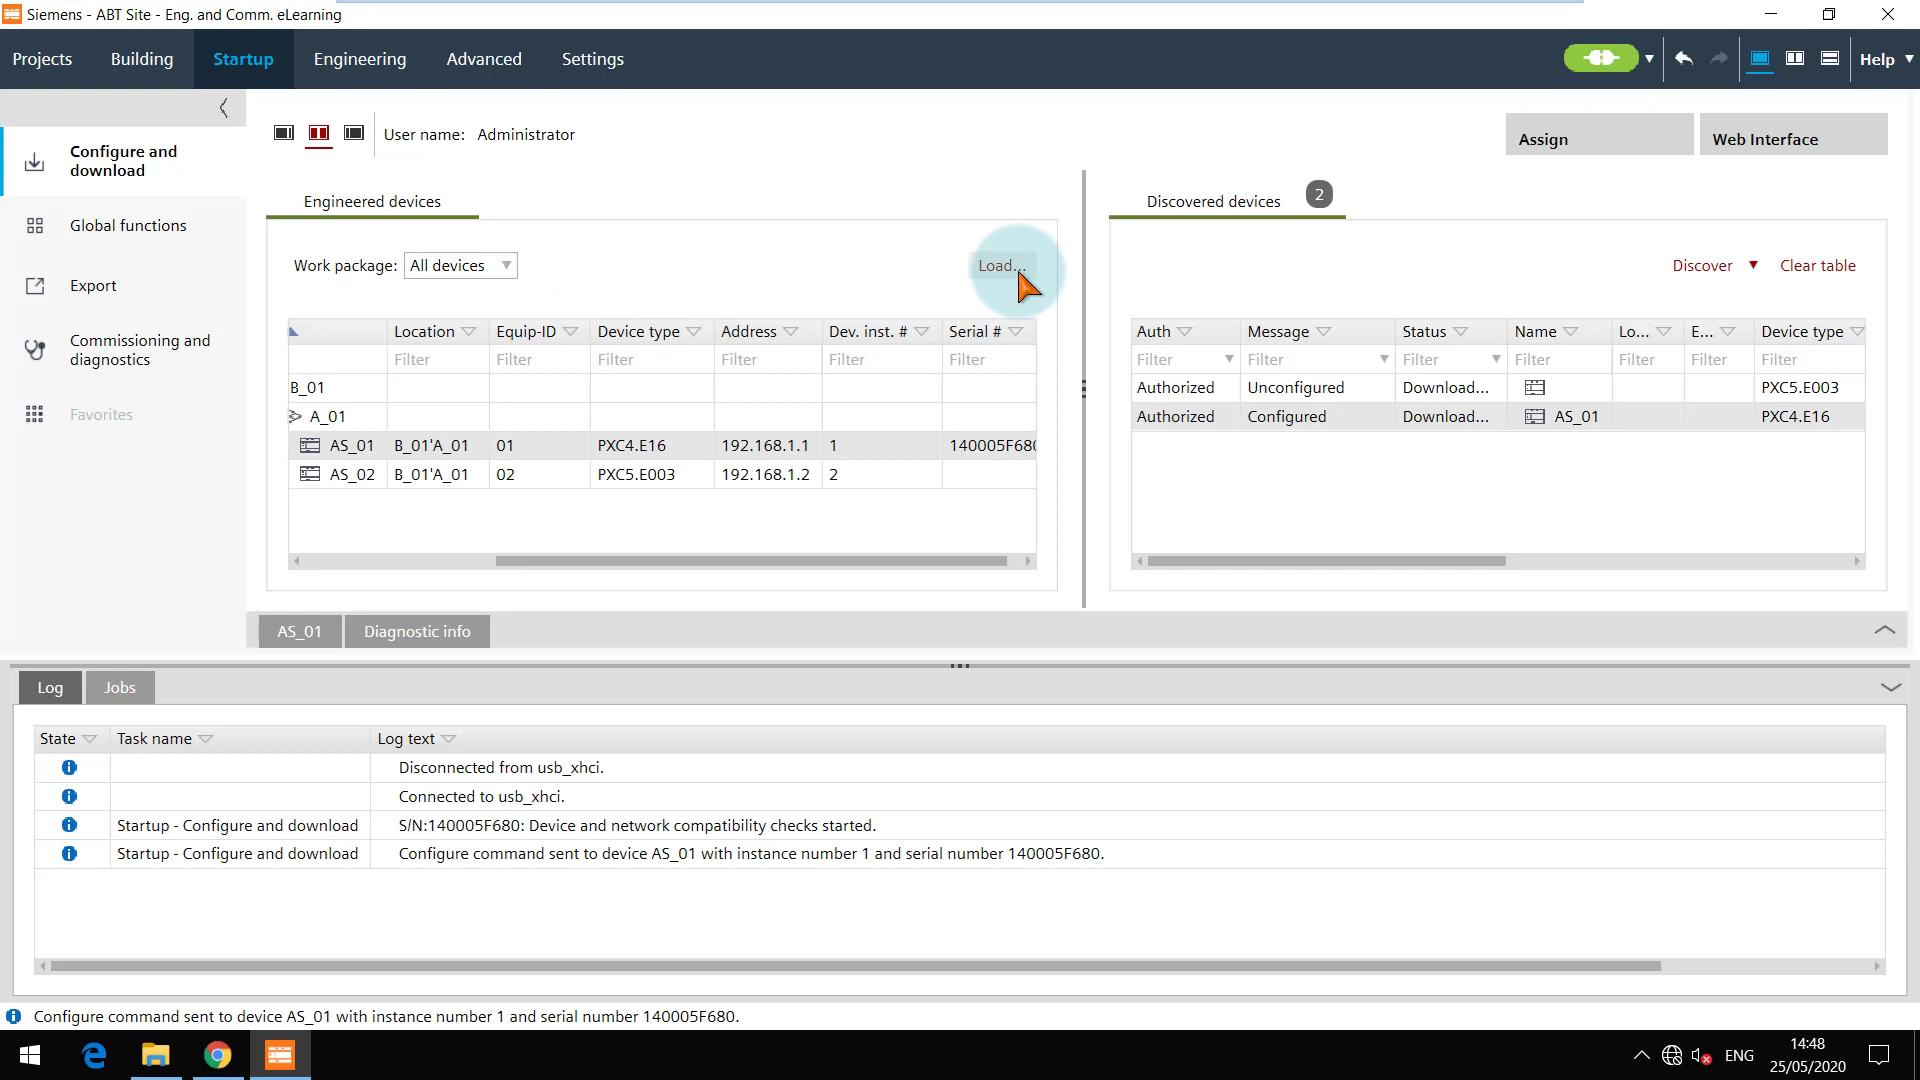 Siemens - ABT Site - Eng. and Comm. eLearning
Projects Building Startup Engineering Advanced Settings Help
Configure and download
Global functions
Export
Commissioning and diagnostics
Favorites
User name: Administrator
Assign Web Interface
Engineered devices
Work package: All devices Load...
Location Equip-ID Device type Address Dev. inst. # Serial #
Filter Filter Filter Filter Filter Filter
B_01
A_01
AS_01 B_01'A_01 01 PXC4.E16 192.168.1.1 1 140005F680
AS_02 B_01'A_01 02 PXC5.E003 192.168.1.2 2
Discovered devices 2
Discover Clear table
Auth Message Status Name Lo... E... Device type
Filter Filter Filter Filter Filter Filter Filter
Authorized Unconfigured Download... PXC5.E003
Authorized Configured Download... AS_01 PXC4.E16
AS_01 Diagnostic info
Log Jobs
State Task name Log text
Disconnected from usb_xhci.
Connected to usb_xhci.
Startup - Configure and download S/N:140005F680: Device and network compatibility checks started.
Startup - Configure and download Configure command sent to device AS_01 with instance number 1 and serial number 140005F680.
Configure command sent to device AS_01 with instance number 1 and serial number 140005F680.
ENG
14:48
25/05/2020